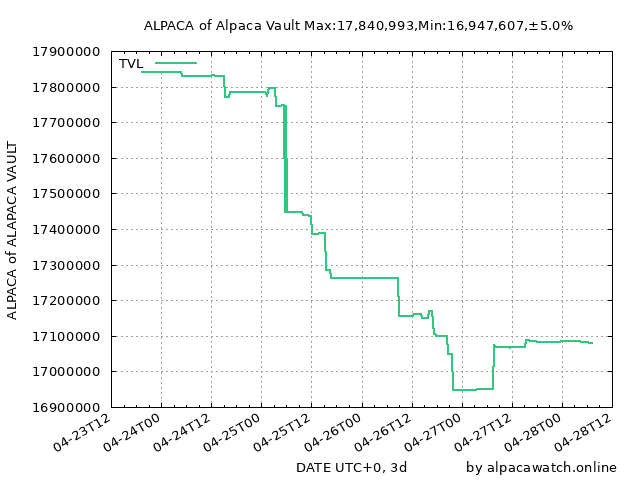 ALPACA of Alpaca Vault Max:17,840,993,Min:16,947,607,±5.0%
TVL
17900000
17800000
17700000
17600000
17500000
17400000
17300000
17200000
17100000
17000000
16900000
ALPACA of ALAPACA VAULT
04-23T12
04-24T00
04-24T12
04-25T00
04-25T12
04-26T00
04-26T12
04-27T00
04-27T12
04-28T00
04-28T12
DATE UTC+0, 3d
by alpacawatch.online